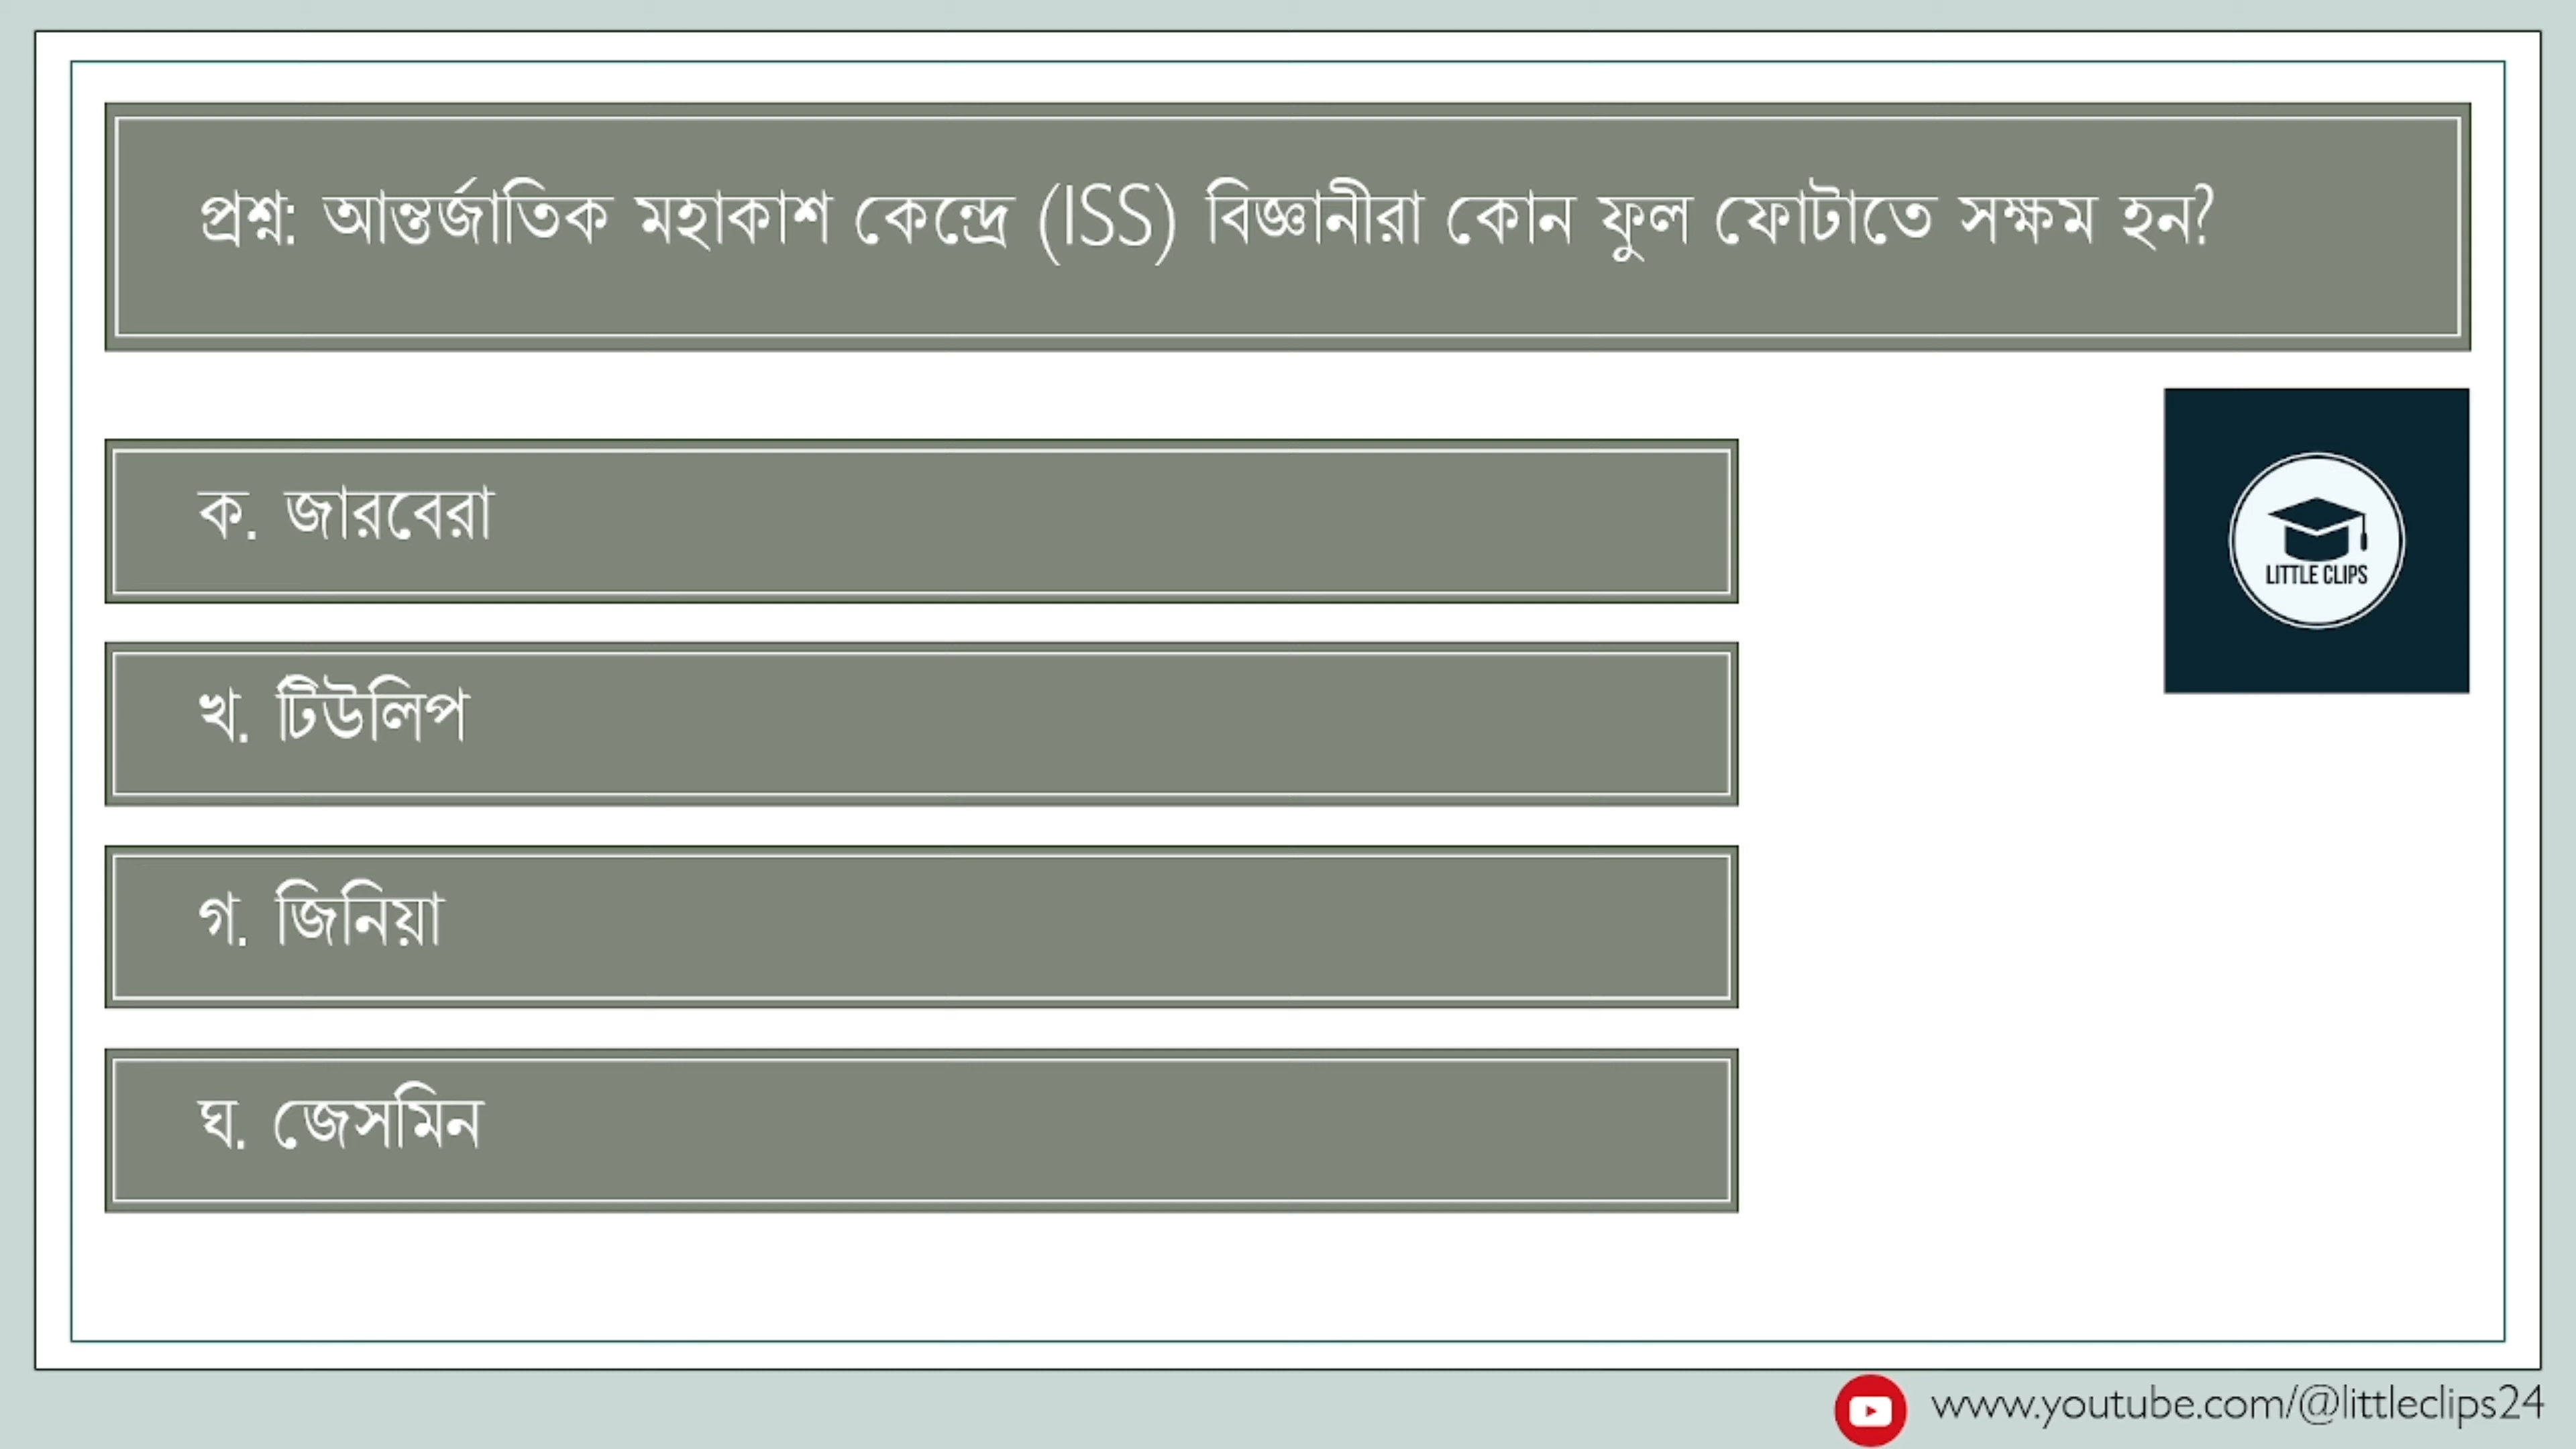 প্রশ্ন: আন্তর্জাতিক মহাকাশ কেন্দ্রে (ISS) বিজ্ঞানীরা কোন ফুল ফোটাতে সক্ষম হন?
ক. জারবেরা
LITTLE CLIPS
খ. টিউলিপ
গ. জিনিয়া
ঘ. জেসমিন
www.youtube.com/@littleclips24